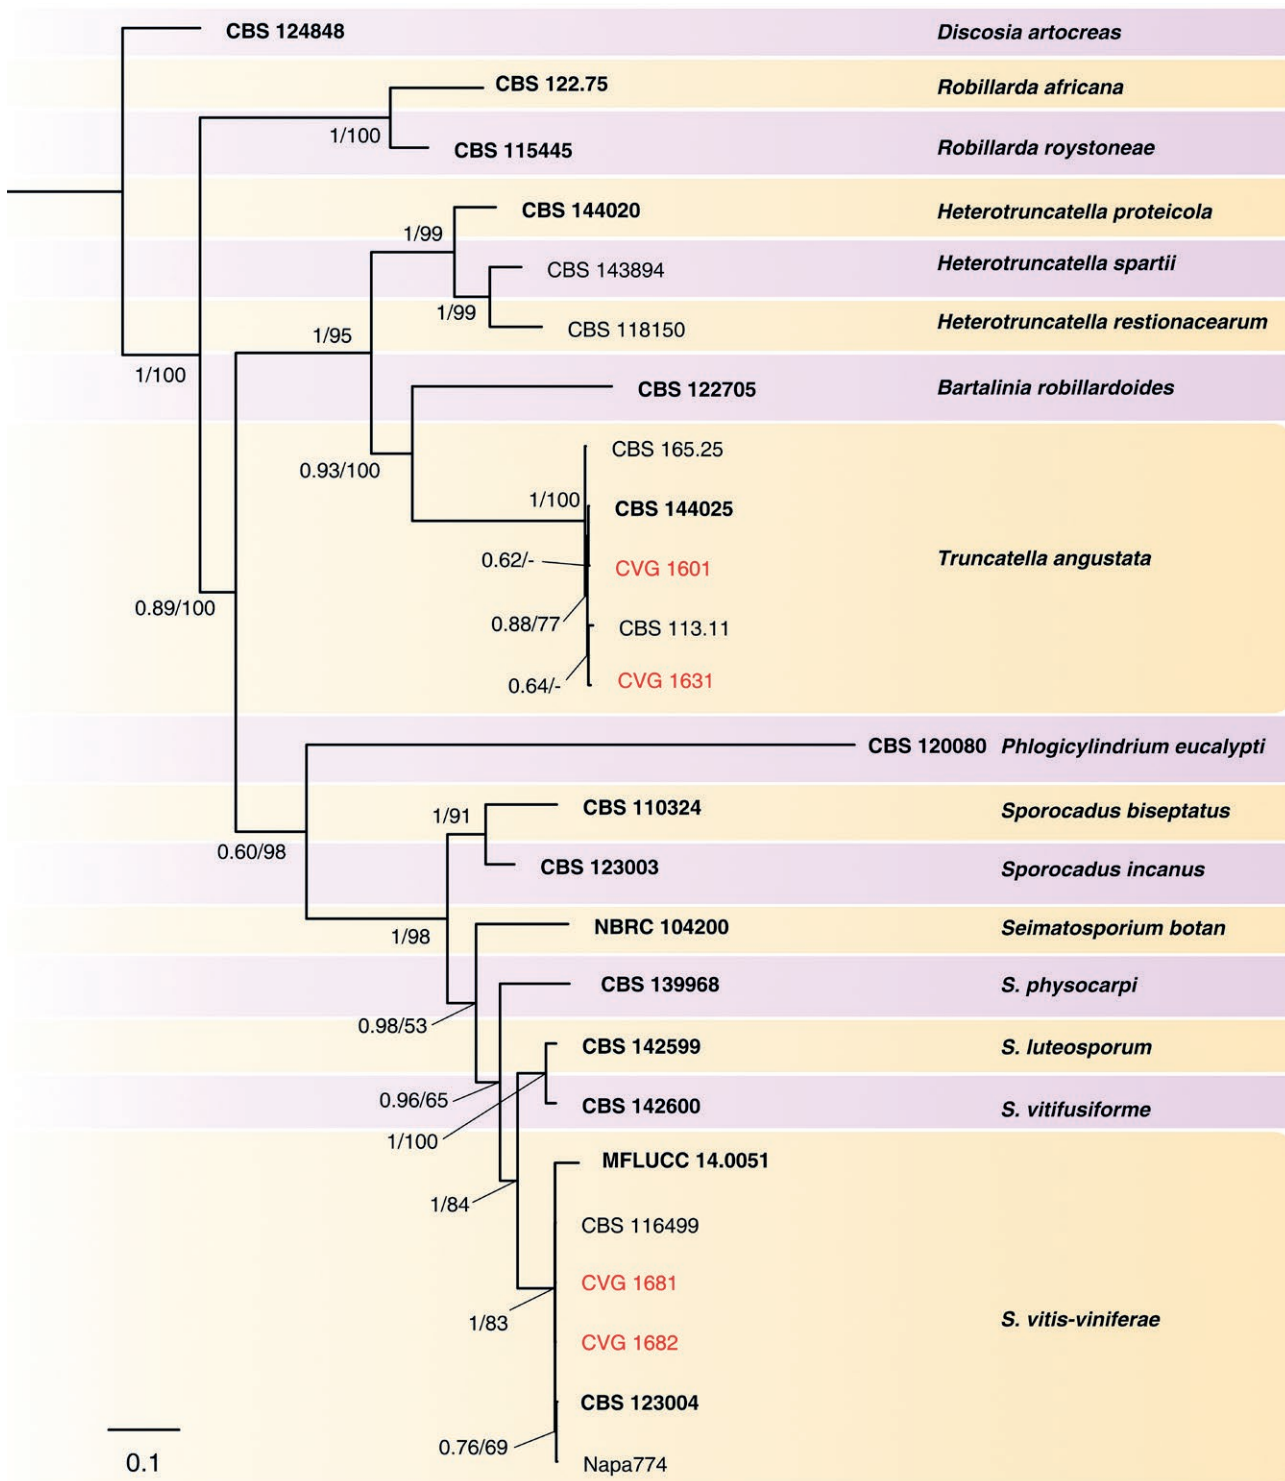 CBS 124848 Discosia artocreas
CBS 122.75 Robillarda africana
1/100
CBS 115445 Robillarda roystoneae
CBS 144020 Heterotruncatella proteicola
1/99
CBS 143894 Heterotruncatella spartii
1/99
CBS 118150 Heterotruncatella restionacearum
1/95
1/100
CBS 122705 Bartalinia robillardoides
CBS 165.25
0.93/100
1/100
CBS 144025
Truncatella angustata
0.62/-
CVG 1601
0.89/100
0.88/77
CBS 113.11
0.64/-
CVG 1631
CBS 120080 Phlogicylindrium eucalypti
CBS 110324 Sporocadus biseptatus
1/91
0.60/98
CBS 123003 Sporocadus incanus
NBRC 104200 Seimatosporium botan
1/98
CBS 139968 S. physocarpi
0.98/53
CBS 142599 S. luteosporum
0.96/65
CBS 142600 S. vitifusiforme
1/100
MFLUCC 14.0051
1/84
CBS 116499
CVG 1681
1/83
S. vitis-viniferae
CVG 1682
CBS 123004
0.76/69
Napa774
0.1